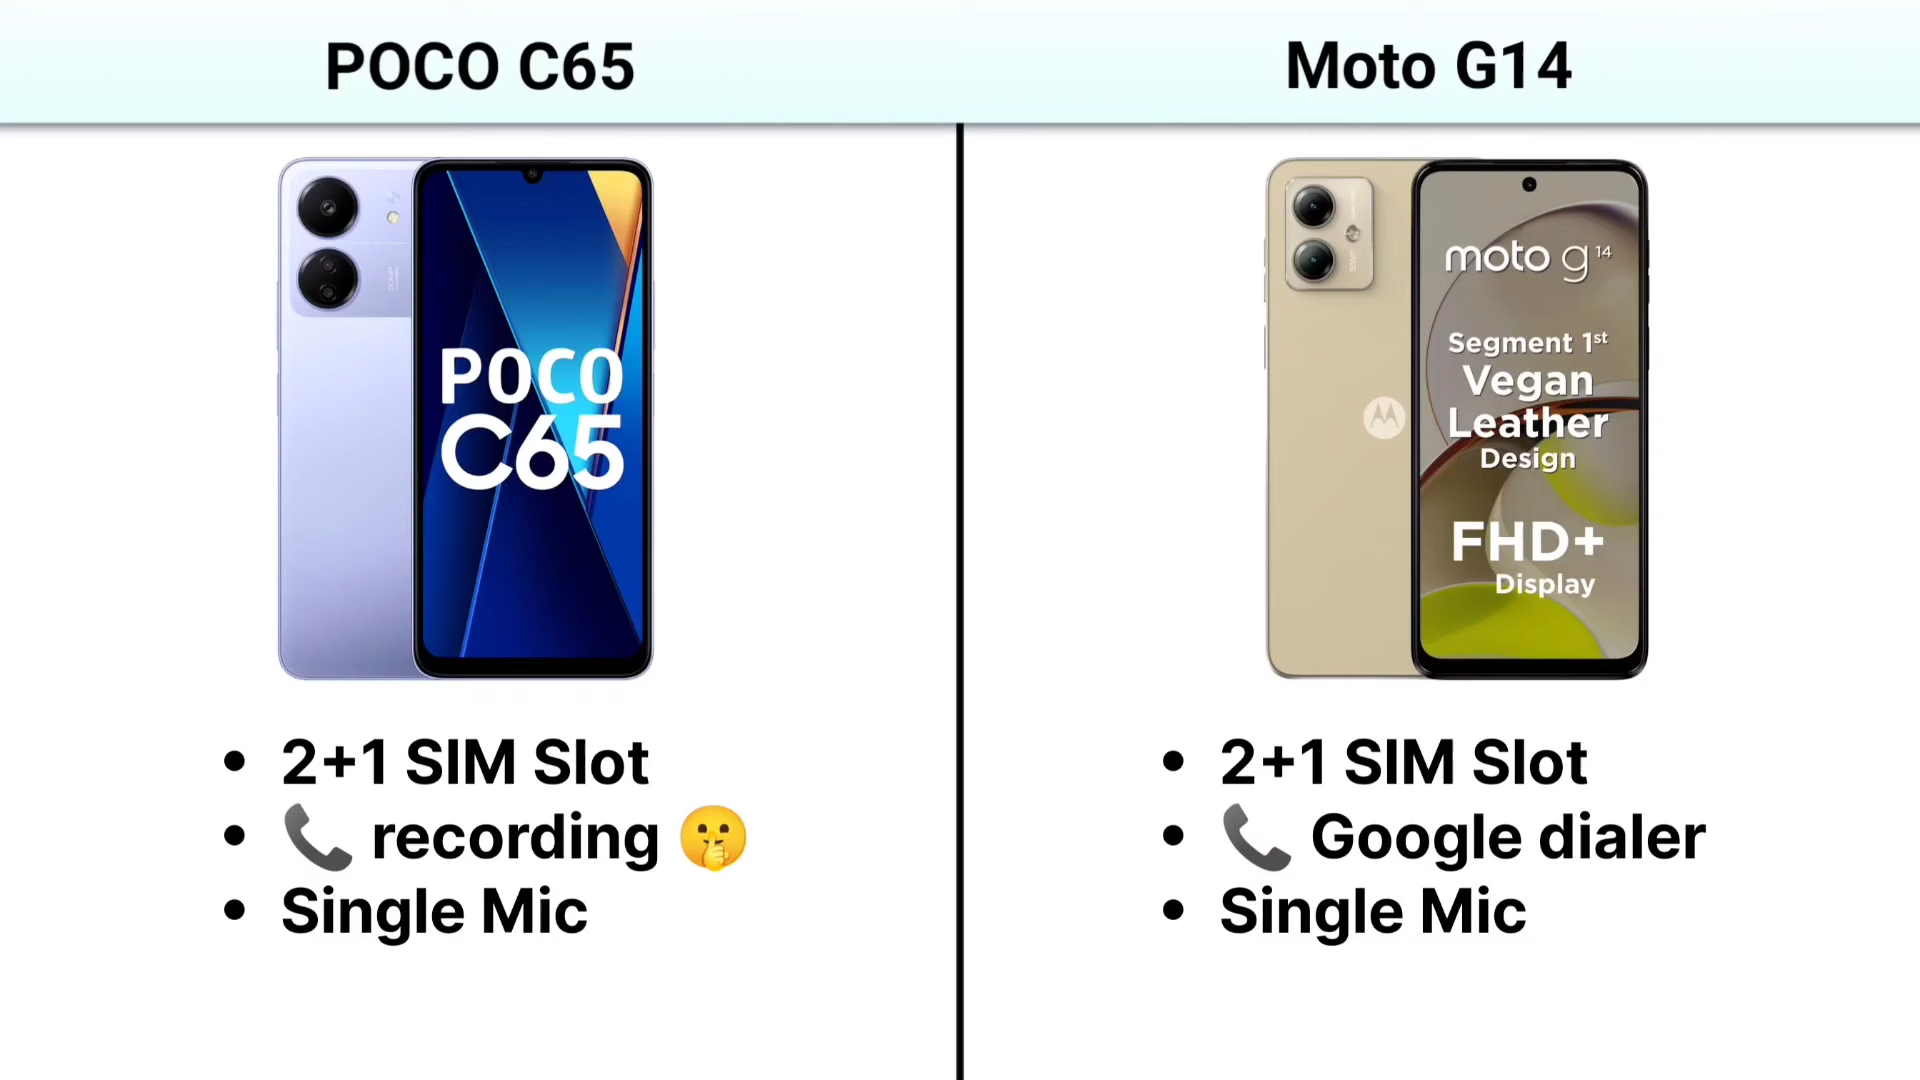 POCO C65
Moto G14
POCO
C65
moto g14
Segment 1st
Vegan
Leather
Design
FHD+
Display
• 2+1 SIM Slot
• 📞 recording 🤫
• Single Mic
• 2+1 SIM Slot
• 📞 Google dialer
• Single Mic